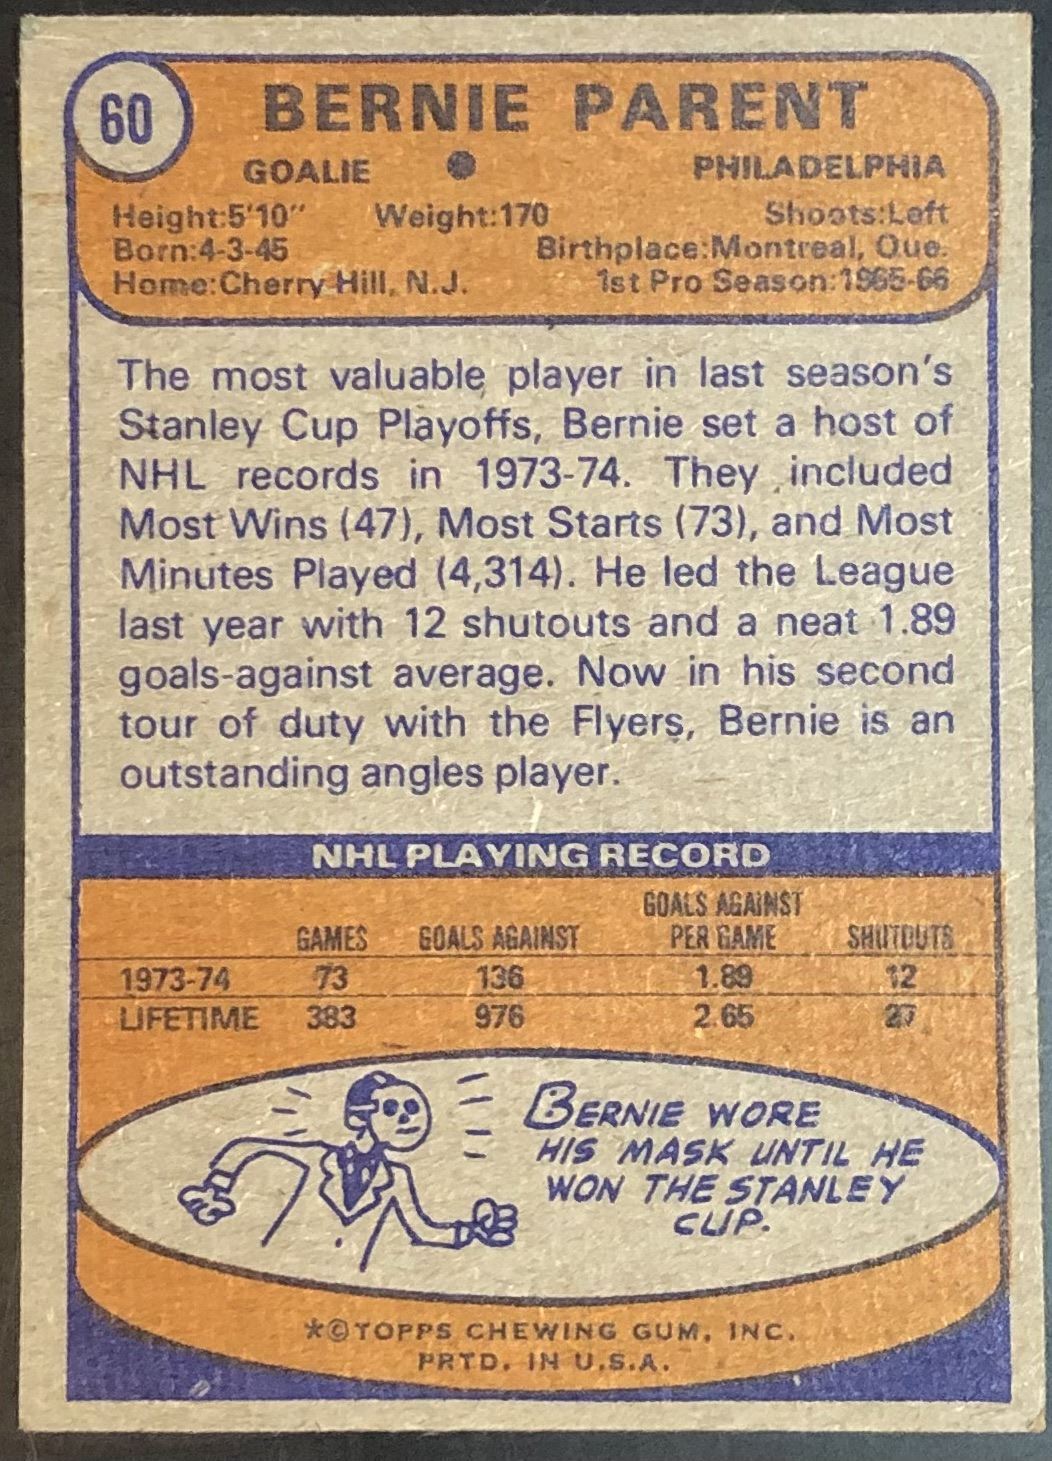 60
BERNIE PARENT
GOALIE ● PHILADELPHIA
Height:5'10" Weight:170 Shoots:Left
Born:4-3-45 Birthplace:Montreal, Que.
Home:Cherry Hill, N.J. 1st Pro Season:1965-66
The most valuable player in last season's
Stanley Cup Playoffs, Bernie set a host of
NHL records in 1973-74. They included
Most Wins (47), Most Starts (73), and Most
Minutes Played (4,314). He led the League
last year with 12 shutouts and a neat 1.89
goals-against average. Now in his second
tour of duty with the Flyers, Bernie is an
outstanding angles player.
NHL PLAYING RECORD
GAMES GOALS AGAINST GOALS AGAINST PER GAME SHUTOUTS
1973-74 73 136 1.89 12
LIFETIME 383 976 2.65 27
BERNIE WORE
HIS MASK UNTIL HE
WON THE STANLEY
CUP.
*©TOPPS CHEWING GUM, INC.
PRTD. IN U.S.A.